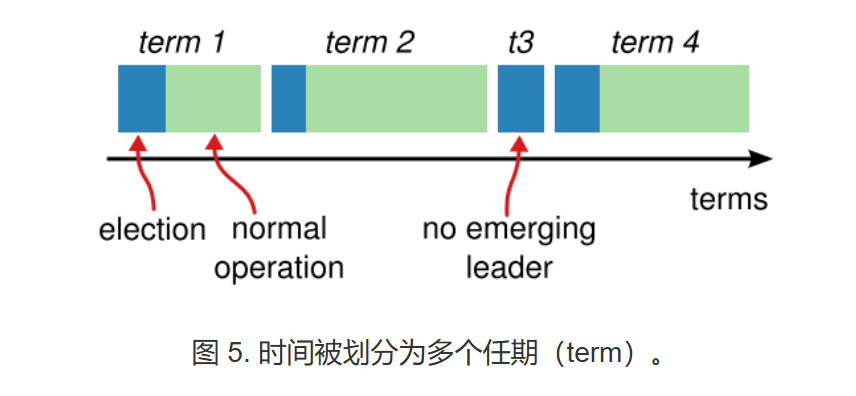 term 1 term 2 t3 term 4
terms
election normal operation no emerging leader
图 5. 时间被划分为多个任期（term）。